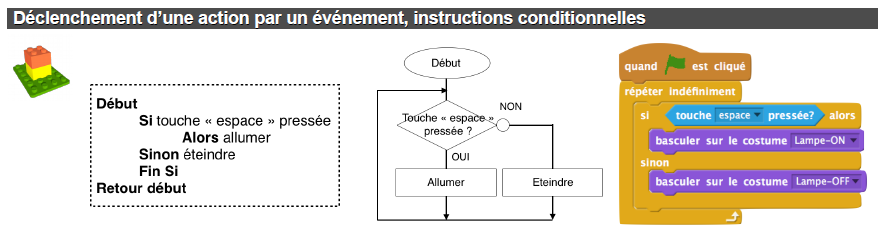 Déclenchement d'une action par un événement, instructions conditionnelles
Début
Si touche « espace » pressée
Alors allumer
Sinon éteindre
Fin Si
Retour début
Début
Touche « espace »
pressée ?
NON
OUI
Allumer
Eteindre
quand est cliqué
répéter indéfiniment
si touche espace pressée? alors
basculer sur le costume Lampe-ON
sinon
basculer sur le costume Lampe-OFF